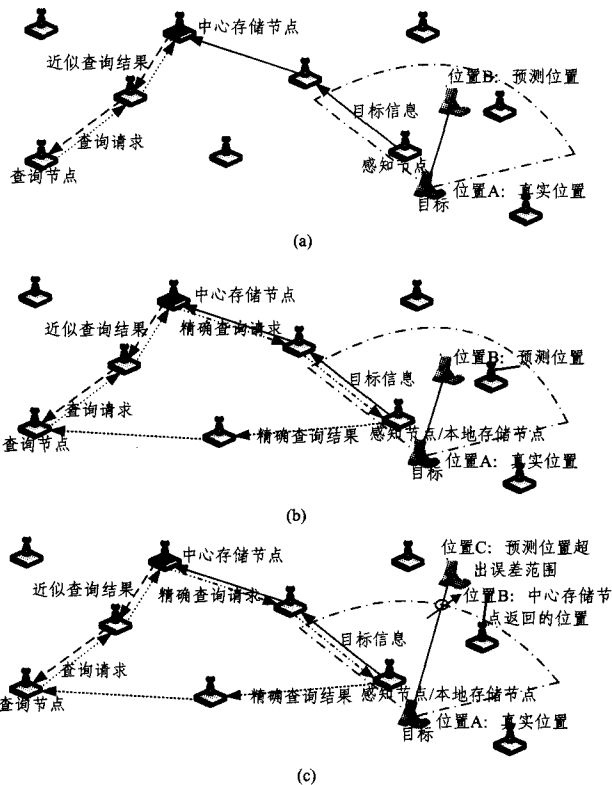 中心存储节点
近似查询结果
位置B：预测位置
目标信息
查询请求
感知节点
查询节点
位置A：真实位置
目标
(a)
中心存储节点
近似查询结果
精确查询请求
位置B：预测位置
目标信息
查询请求
精确查询结果
感知节点/本地存储节点
查询节点
位置A：真实位置
目标
(b)
位置C：预测位置超
出误差范围
中心存储节点
近似查询结果
精确查询请求
位置B：中心存储节
点返回的位置
目标信息
查询请求
精确查询结果
感知节点/本地存储节点
查询节点
位置A：真实位置
目标
(c)